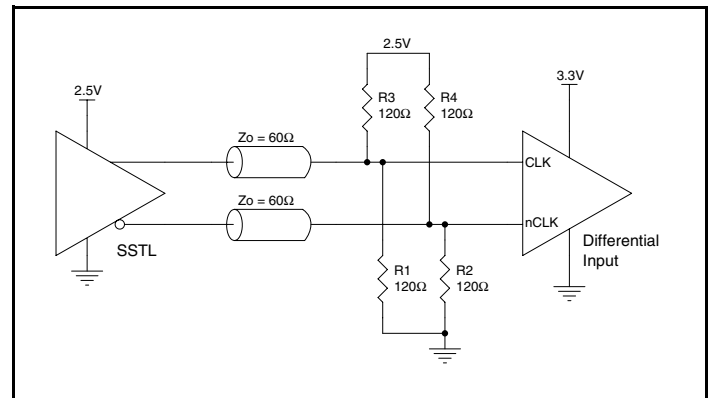 2.5V
2.5V
3.3V
R3
120Ω
R4
120Ω
Zo = 60Ω
CLK
Zo = 60Ω
nCLK
SSTL
Differential
Input
R1
120Ω
R2
120Ω